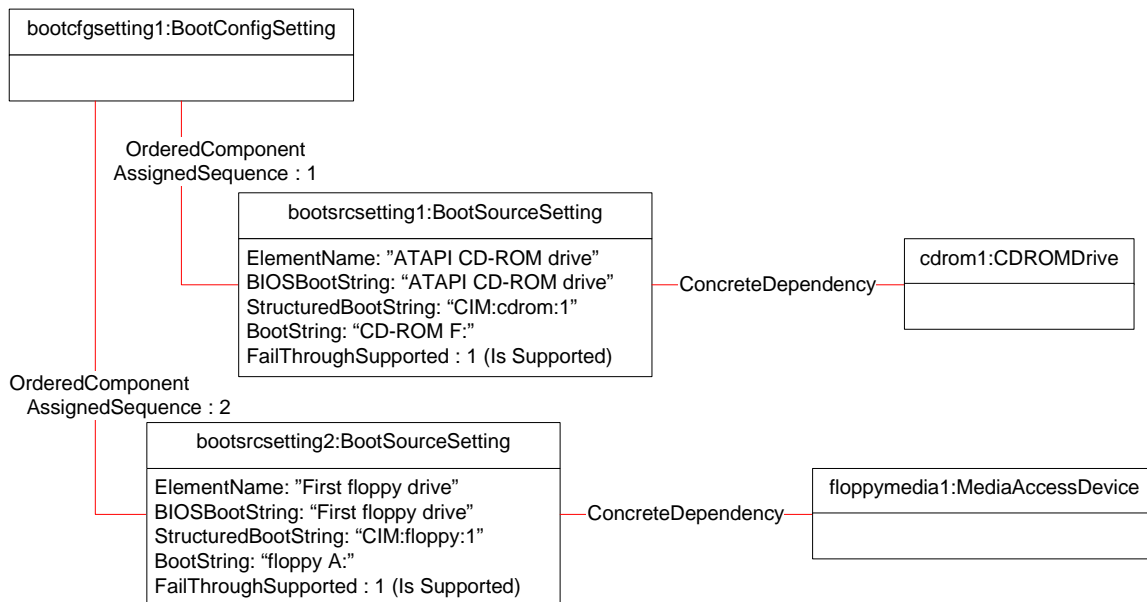 bootcfgsetting1:BootConfigSetting
OrderedComponent
AssignedSequence : 1
bootsrcsetting1:BootSourceSetting
ElementName: ”ATAPI CD-ROM drive”
BIOSBootString: “ATAPI CD-ROM drive”
StructuredBootString: “CIM:cdrom:1”
BootString: “CD-ROM F:”
FailThroughSupported : 1 (Is Supported)
ConcreteDependency
cdrom1:CDROMDrive
OrderedComponent
AssignedSequence : 2
bootsrcsetting2:BootSourceSetting
ElementName: ”First floppy drive”
BIOSBootString: “First floppy drive”
StructuredBootString: “CIM:floppy:1”
BootString: “floppy A:”
FailThroughSupported : 1 (Is Supported)
ConcreteDependency
floppymedia1:MediaAccessDevice